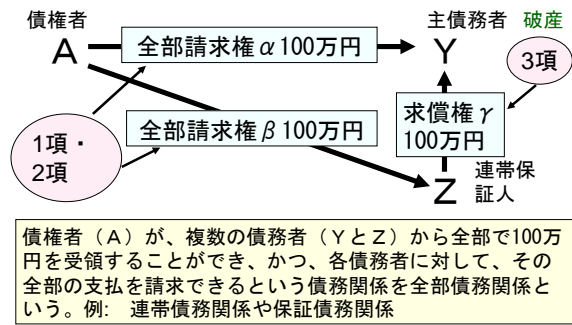 債権者
主債務者 破産
A
全部請求権α100万円
Y
3項
1項・
2項
全部請求権β100万円
求償権γ
100万円
Z
連帯保
証人
債権者（A）が、複数の債務者（YとZ）から全部で100万
円を受領することができ、かつ、各債務者に対して、その
全部の支払を請求できるという債務関係を全部債務関係と
いう。例: 連帯債務関係や保証債務関係